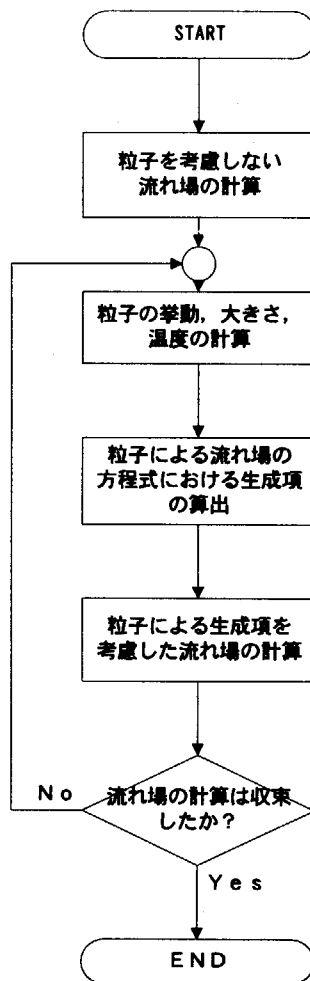 START
粒子を考慮しない
流れ場の計算
粒子の挙動，大きさ，
温度の計算
粒子による流れ場の
方程式における生成項
の算出
粒子による生成項を
考慮した流れ場の計算
流れ場の計算は収束
したか？
No
Yes
END